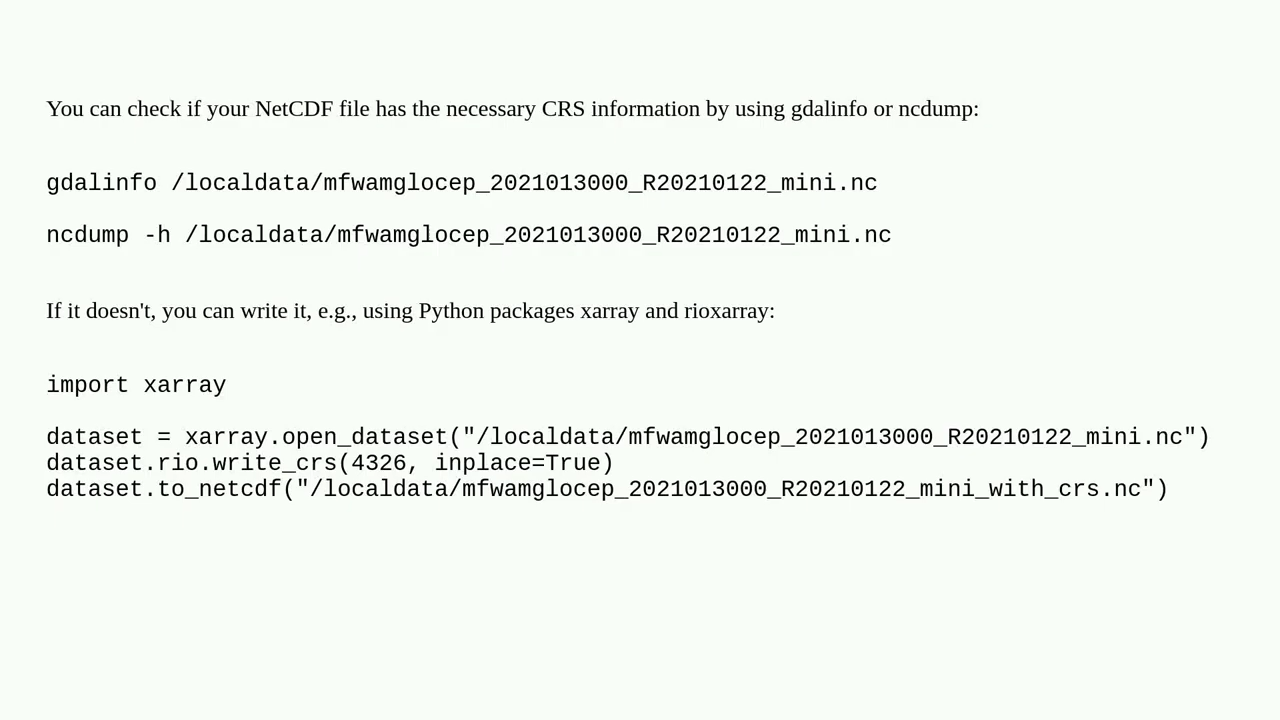 You can check if your NetCDF file has the necessary CRS information by using gdalinfo or ncdump:
gdalinfo /localdata/mfwamglocep_2021013000_R20210122_mini.nc
ncdump -h /localdata/mfwamglocep_2021013000_R20210122_mini.nc
If it doesn't, you can write it, e.g., using Python packages xarray and rioxarray:
import xarray
dataset = xarray.open_dataset("/localdata/mfwamglocep_2021013000_R20210122_mini.nc")
dataset.rio.write_crs(4326, inplace=True)
dataset.to_netcdf("/localdata/mfwamglocep_2021013000_R20210122_mini_with_crs.nc")